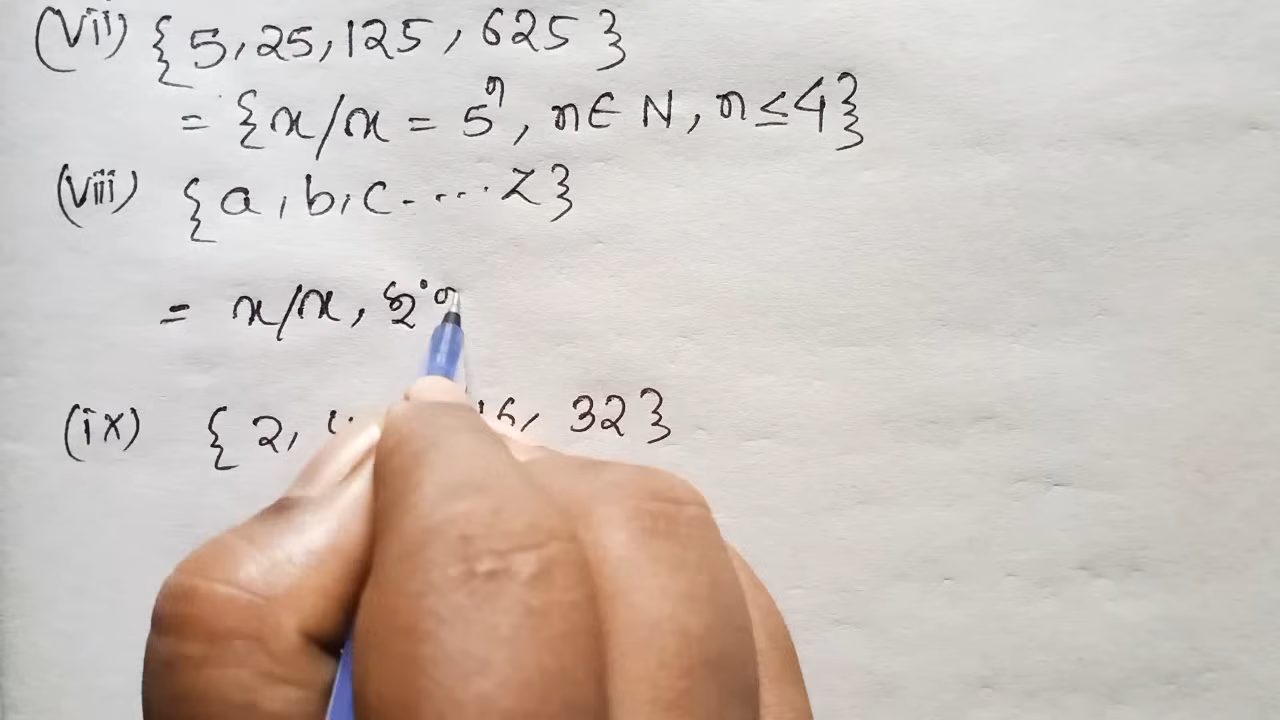 (vii) {5, 25, 125, 625}
= {x/x = 5ⁿ, n∈N, n≤4}
(viii) {a, b, c....z}
= x/x,
(ix) {2, 32}